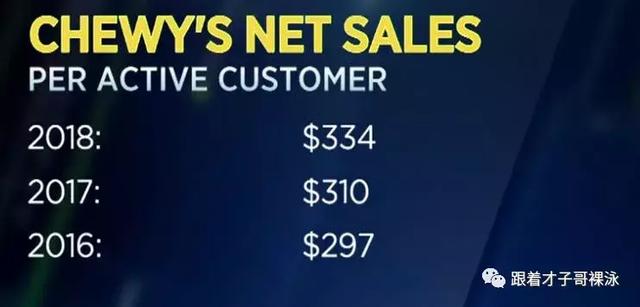 CHEWY'S NET SALES
PER ACTIVE CUSTOMER
2018: $334
2017: $310
2016: $297
跟着才子哥裸泳